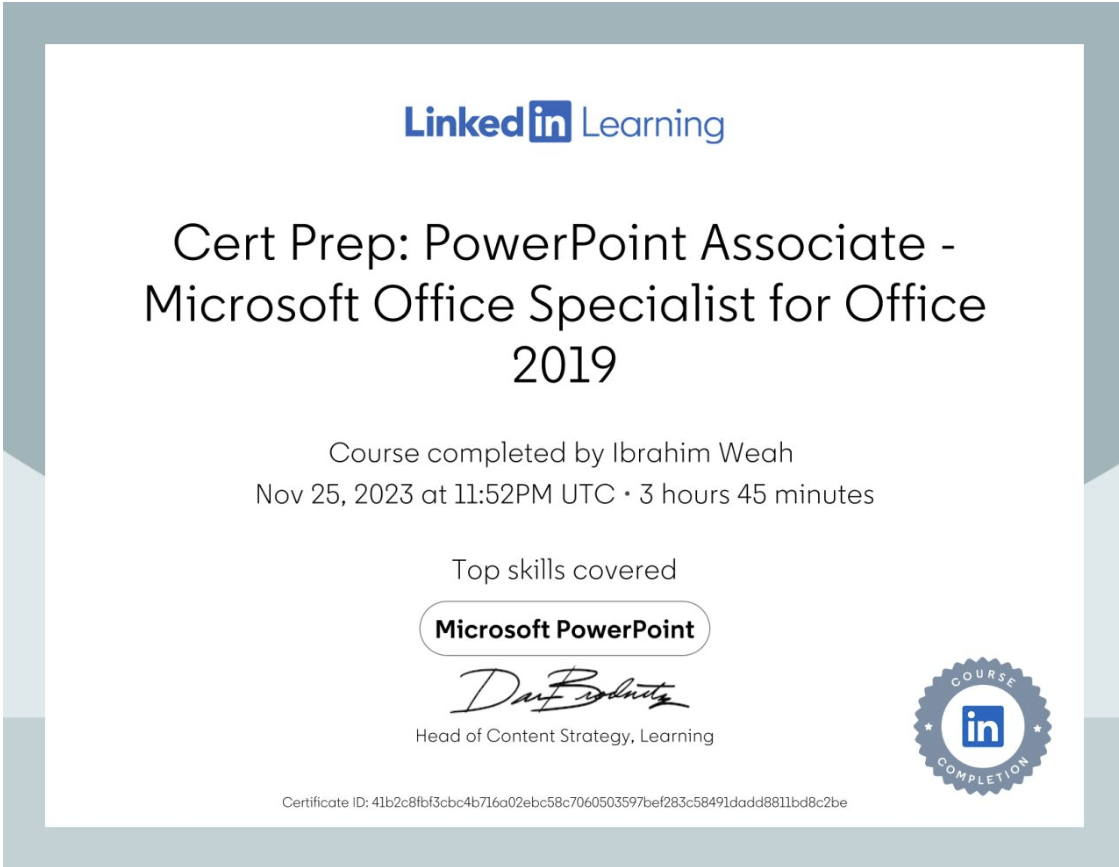 Linked in Learning
Cert Prep: PowerPoint Associate -
Microsoft Office Specialist for Office
2019
Course completed by Ibrahim Weah
Nov 25, 2023 at 11:52PM UTC • 3 hours 45 minutes
Top skills covered
Microsoft PowerPoint
Dan Brodnitz
Head of Content Strategy, Learning
COURSE
in
COMPLETION
Certificate ID: 41b2c8fbf3cbc4b716a02ebc58c7060503597bef283c58491dadd8811bd8c2be